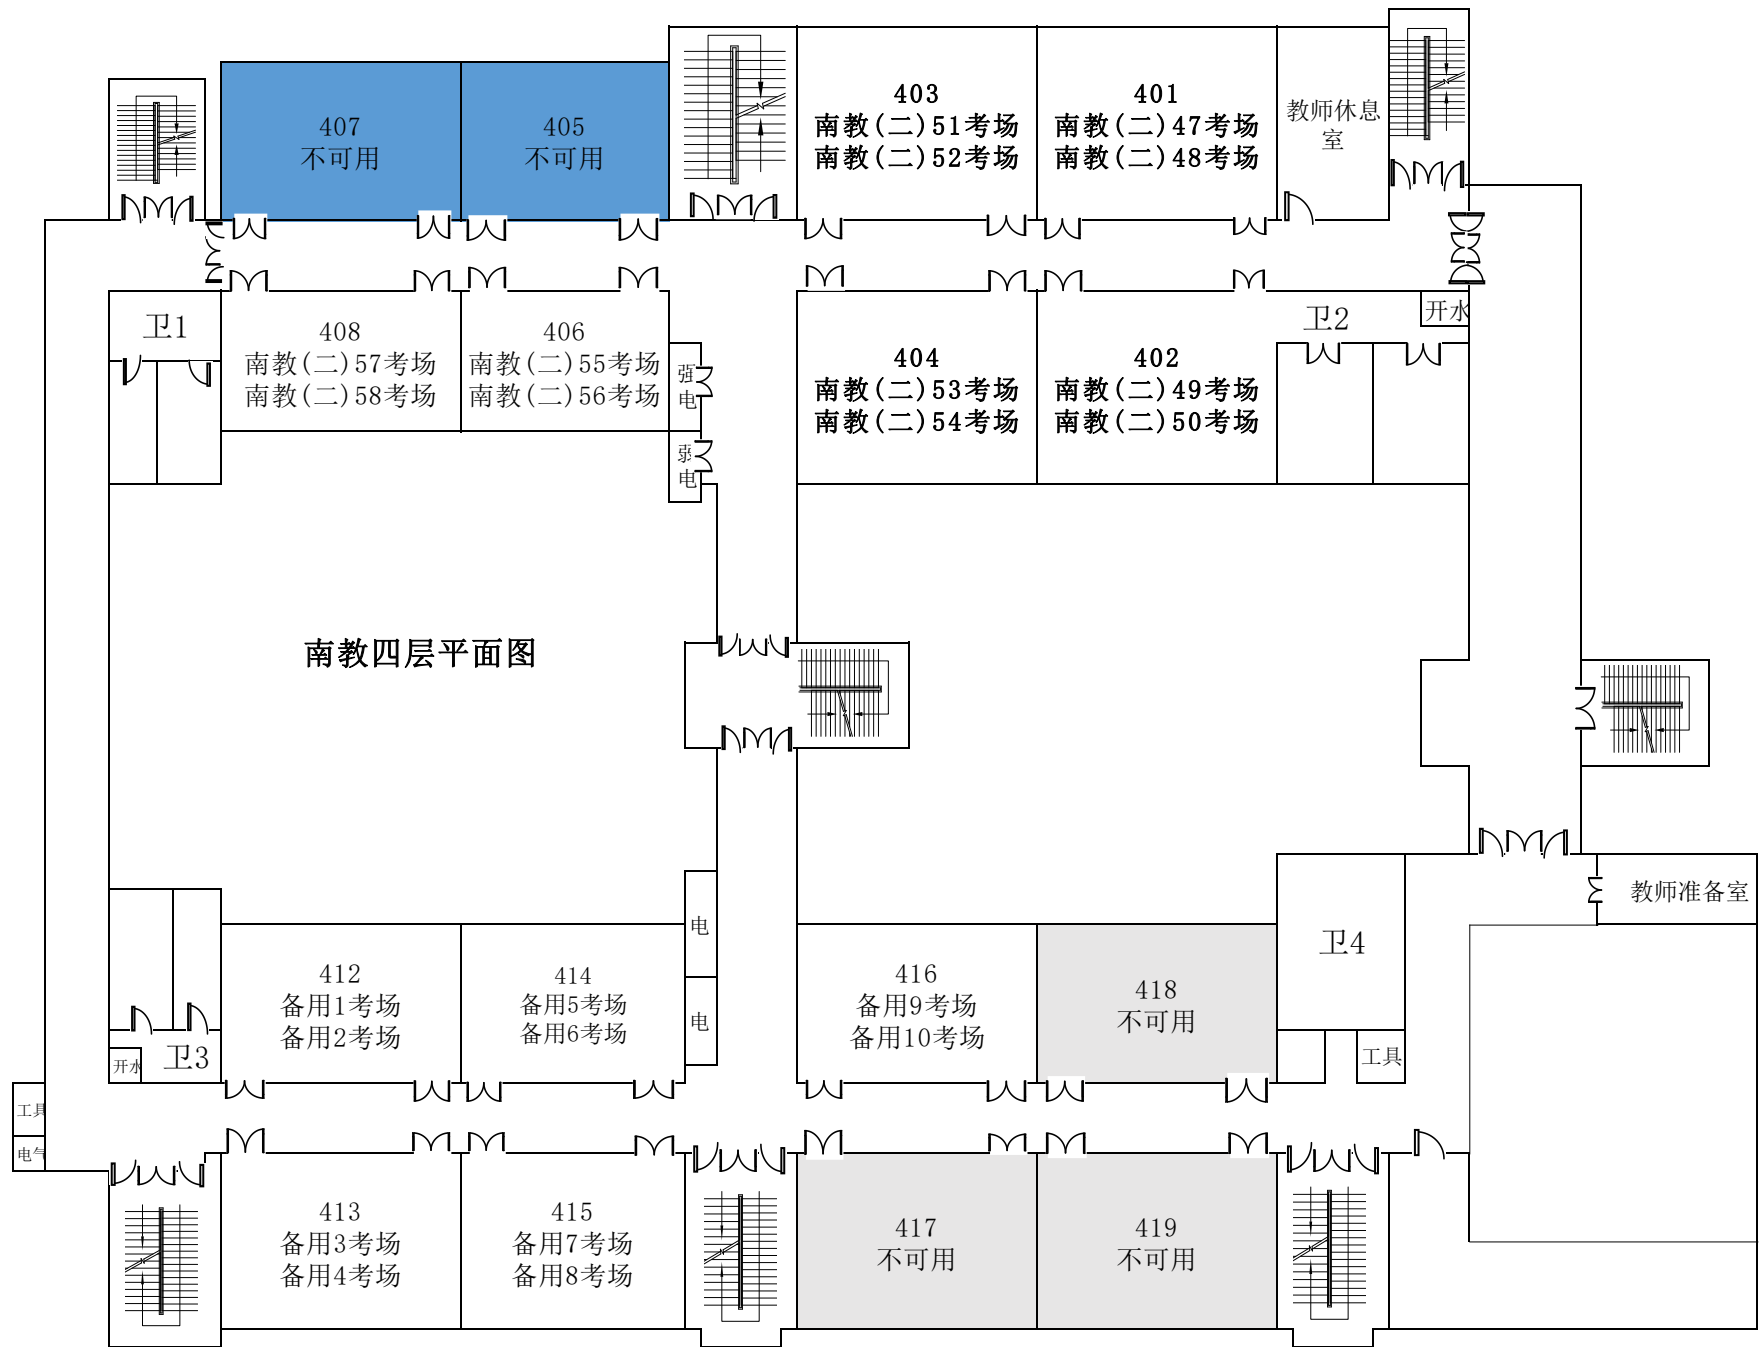 403
南教(二)51考场
南教(二)52考场
401
南教(二)47考场
南教(二)48考场
教师休息
室
407
不可用
405
不可用
卫1
408
南教(二)57考场
南教(二)58考场
406
南教(二)55考场
南教(二)56考场
强
电
弱
电
404
南教(二)53考场
南教(二)54考场
402
南教(二)49考场
南教(二)50考场
卫2
开水
南教四层平面图
教师准备室
412
备用1考场
备用2考场
414
备用5考场
备用6考场
电
电
416
备用9考场
备用10考场
418
不可用
卫4
工具
卫3
开水
工具
电气
413
备用3考场
备用4考场
415
备用7考场
备用8考场
417
不可用
419
不可用